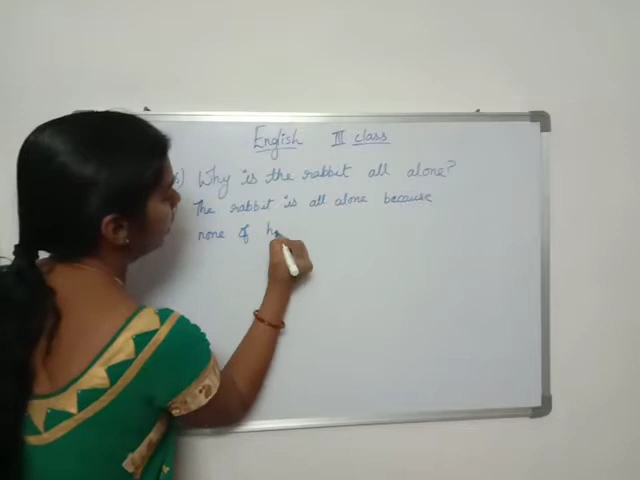 English III class
Why is the rabbit all alone?
The rabbit is all alone because
none of h